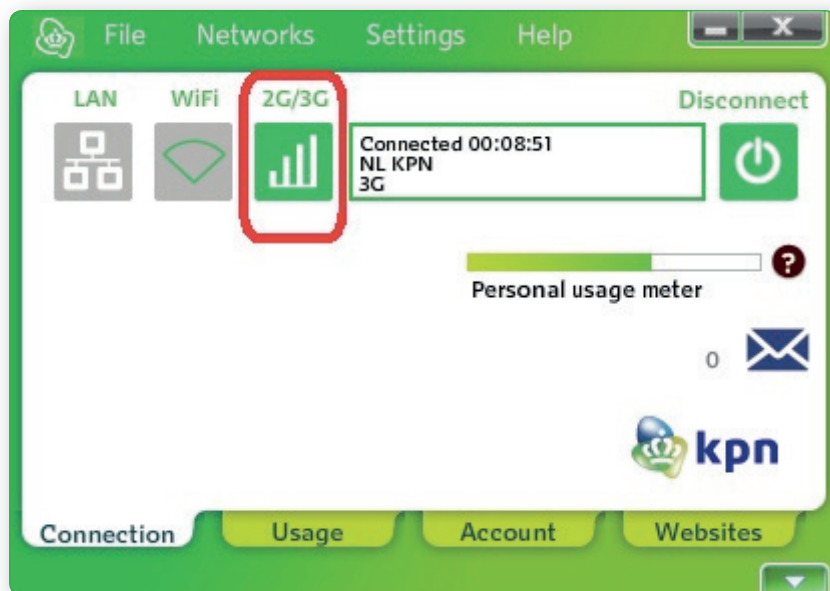 File Networks Settings Help
LAN WiFi 2G/3G Disconnect
Connected 00:08:51
NL KPN
3G
?
Personal usage meter
0
kpn
Connection Usage Account Websites